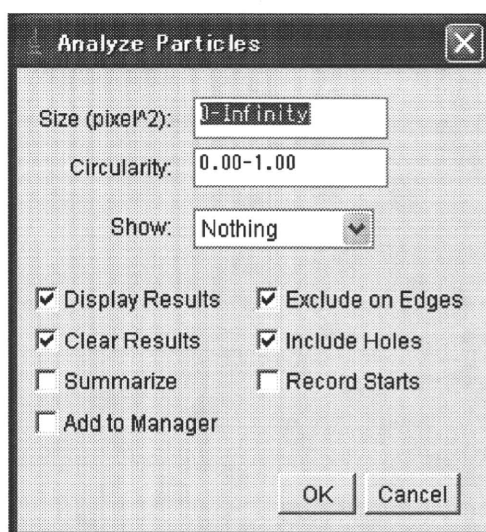 Analyze Particles
Size (pixel^2): 0-Infinity
Circularity: 0.00-1.00
Show: Nothing
Display Results Exclude on Edges
Clear Results Include Holes
Summarize Record Starts
Add to Manager
OK Cancel